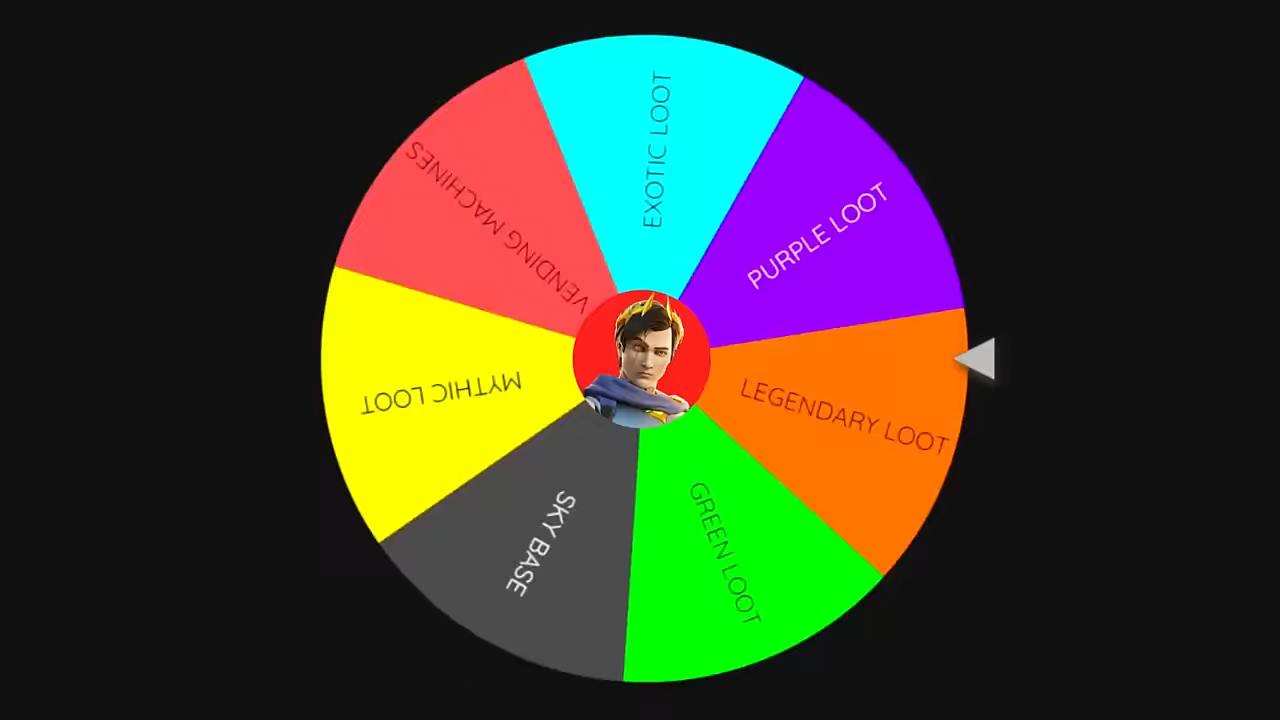 EXOTIC LOOT
PURPLE LOOT
LEGENDARY LOOT
GREEN LOOT
SKY BASE
MYTHIC LOOT
VENDING MACHINES